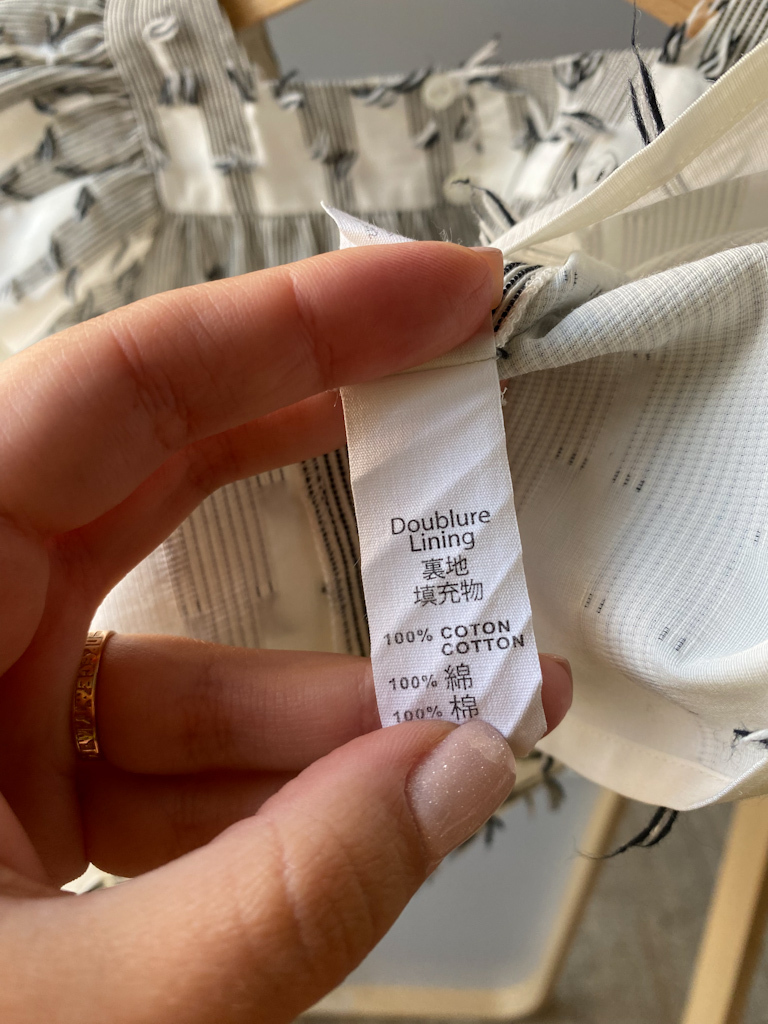 Doublure
Lining
裏地
填充物
100% COTON
COTTON
100% 綿
100% 棉